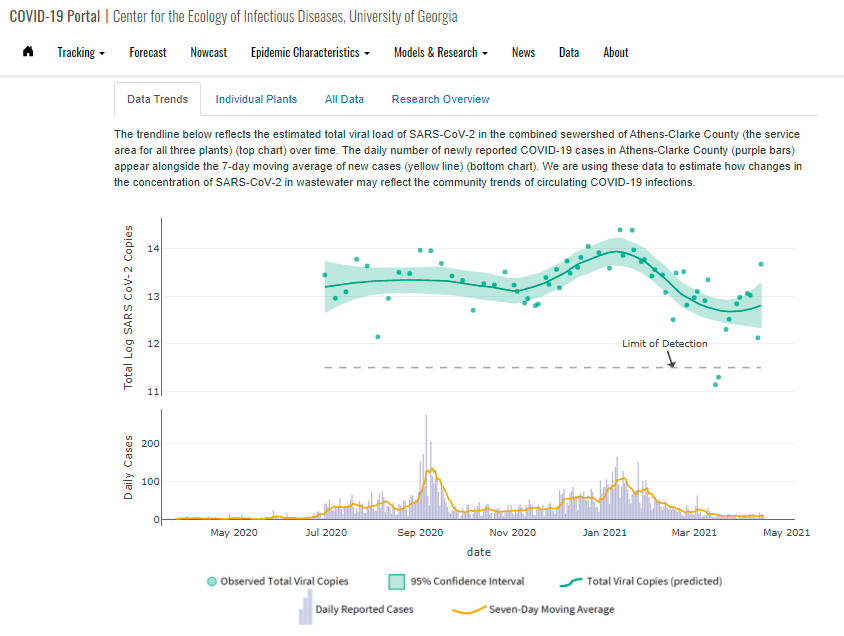 COVID-19 Portal | Center for the Ecology of Infectious Diseases, University of Georgia
Tracking Forecast Nowcast Epidemic Characteristics Models & Research News Data About
Data Trends Individual Plants All Data Research Overview
The trendline below reflects the estimated total viral load of SARS-CoV-2 in the combined sewershed of Athens-Clarke County (the service
area for all three plants) (top chart) over time. The daily number of newly reported COVID-19 cases in Athens-Clarke County (purple bars)
appear alongside the 7-day moving average of new cases (yellow line) (bottom chart). We are using these data to estimate how changes in
the concentration of SARS-CoV-2 in wastewater may reflect the community trends of circulating COVID-19 infections.
Total Log SARS CoV-2 Copies
14
13
12
11
Limit of Detection
Daily Cases
200
100
0
May 2020 Jul 2020 Sep 2020 Nov 2020 Jan 2021 Mar 2021 May 2021
date
Observed Total Viral Copies 95% Confidence Interval Total Viral Copies (predicted)
Daily Reported Cases Seven-Day Moving Average